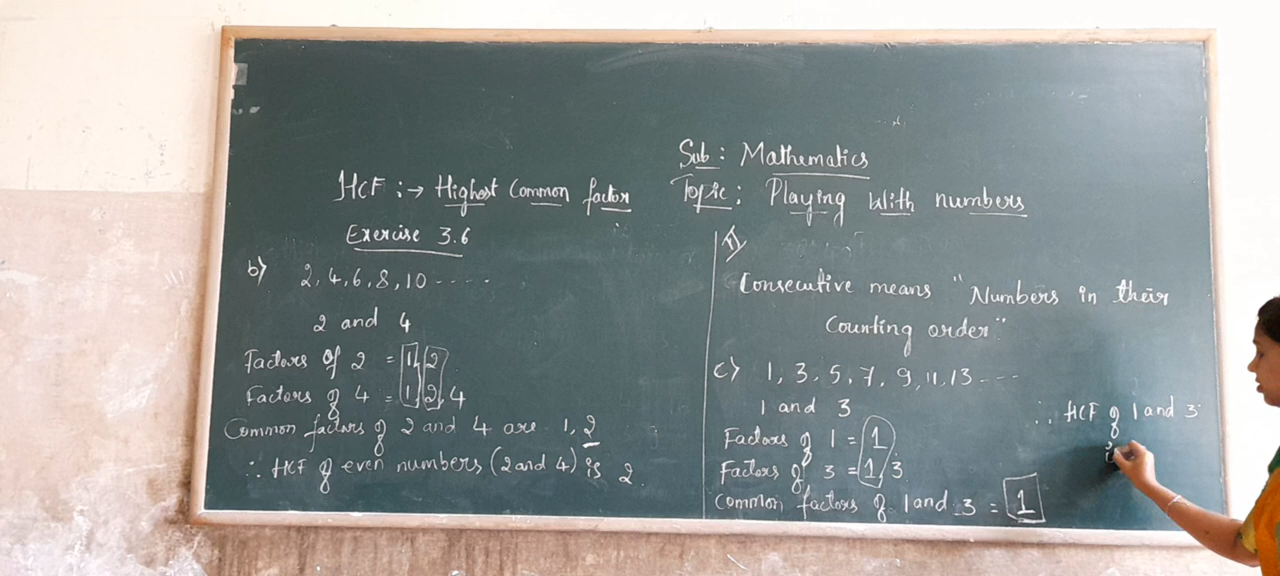 Sub : Mathematics
HCF :→ Highest Common factor
Topic : Playing With numbers
Exercise 3.6
b) 2, 4, 6, 8, 10 - - - - -
2 and 4
Factors of 2 = 1, 2
Factors of 4 = 1, 2, 4
Common factors of 2 and 4 are 1, 2
∴ HCF of even numbers (2 and 4) is 2.
Consecutive means "Numbers in their
Counting order"
c) 1, 3, 5, 7, 9, 11, 13 - - - -
1 and 3
Factors of 1 = 1
Factors of 3 = 1, 3
Common factors of 1 and 3 = 1
∴ HCF of 1 and 3